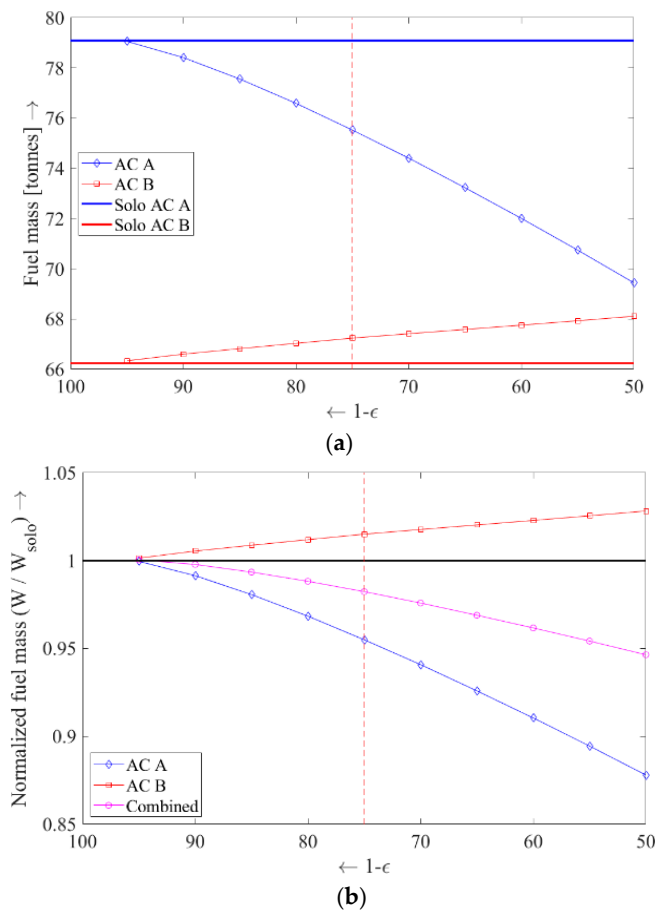 80
78
76
74
72
70
68
66
Fuel mass [tonnes] →
AC A
AC B
Solo AC A
Solo AC B
100 90 80 70 60 50
← 1-ϵ
(a)
1.05
1
0.95
0.9
0.85
Normalized fuel mass (W / W_solo) →
AC A
AC B
Combined
100 90 80 70 60 50
← 1-ϵ
(b)